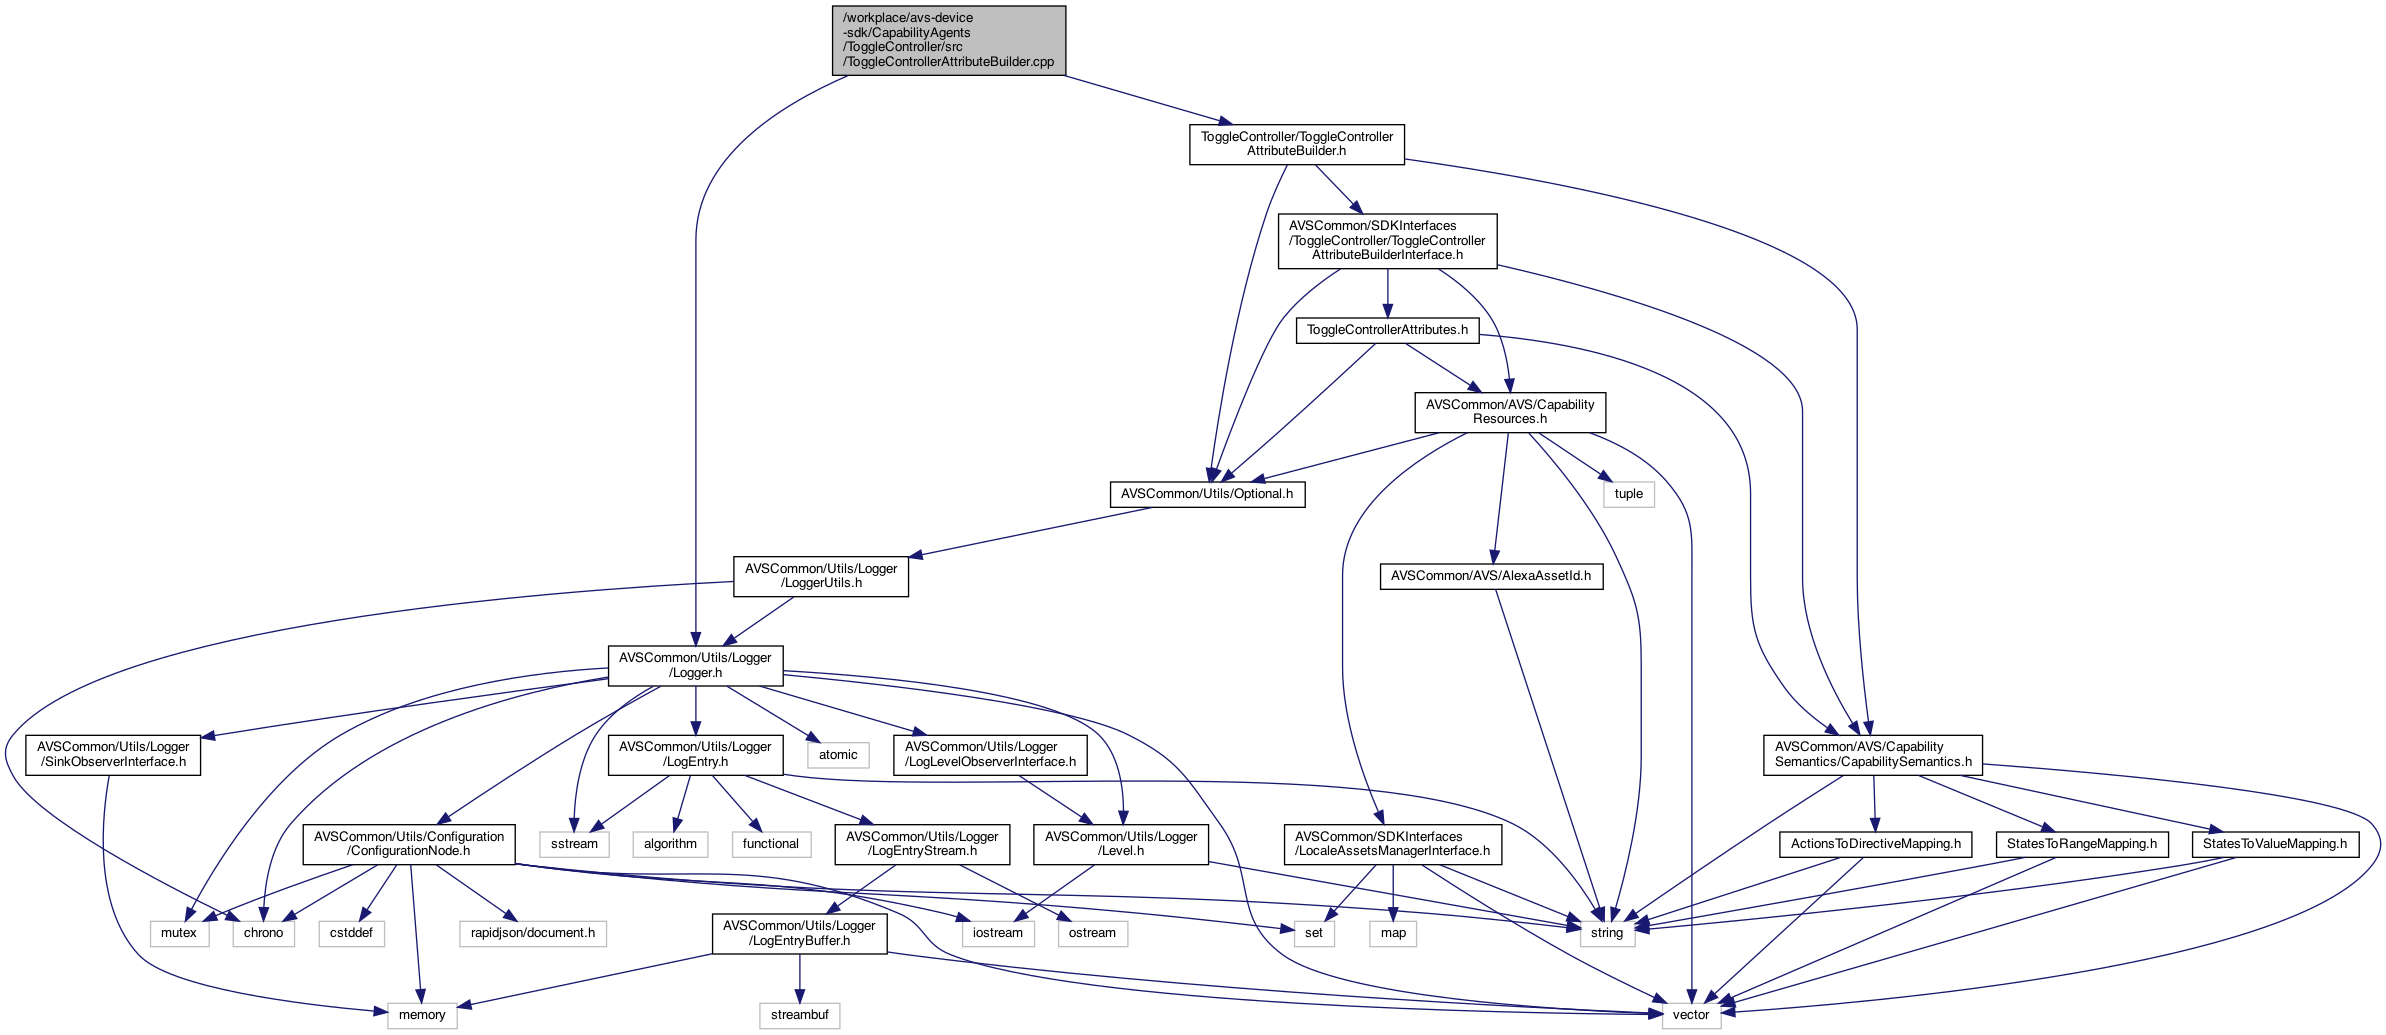 /workplace/avs-device
-sdk/CapabilityAgents
/ToggleController/src
/ToggleControllerAttributeBuilder.cpp
ToggleController/ToggleController
AttributeBuilder.h
AVSCommon/SDKInterfaces
/ToggleController/ToggleController
AttributeBuilderInterface.h
ToggleControllerAttributes.h
AVSCommon/AVS/Capability
Resources.h
AVSCommon/Utils/Optional.h
tuple
AVSCommon/Utils/Logger
/LoggerUtils.h
AVSCommon/AVS/AlexaAssetId.h
AVSCommon/Utils/Logger
/Logger.h
AVSCommon/Utils/Logger
/SinkObserverInterface.h
AVSCommon/Utils/Logger
/LogEntry.h
atomic
AVSCommon/Utils/Logger
/LogLevelObserverInterface.h
AVSCommon/AVS/Capability
Semantics/CapabilitySemantics.h
AVSCommon/Utils/Configuration
/ConfigurationNode.h
sstream
algorithm
functional
AVSCommon/Utils/Logger
/LogEntryStream.h
AVSCommon/Utils/Logger
/Level.h
AVSCommon/SDKInterfaces
/LocaleAssetsManagerInterface.h
ActionsToDirectiveMapping.h
StatesToRangeMapping.h
StatesToValueMapping.h
mutex
chrono
cstddef
rapidjson/document.h
AVSCommon/Utils/Logger
/LogEntryBuffer.h
iostream
ostream
set
map
string
memory
streambuf
vector